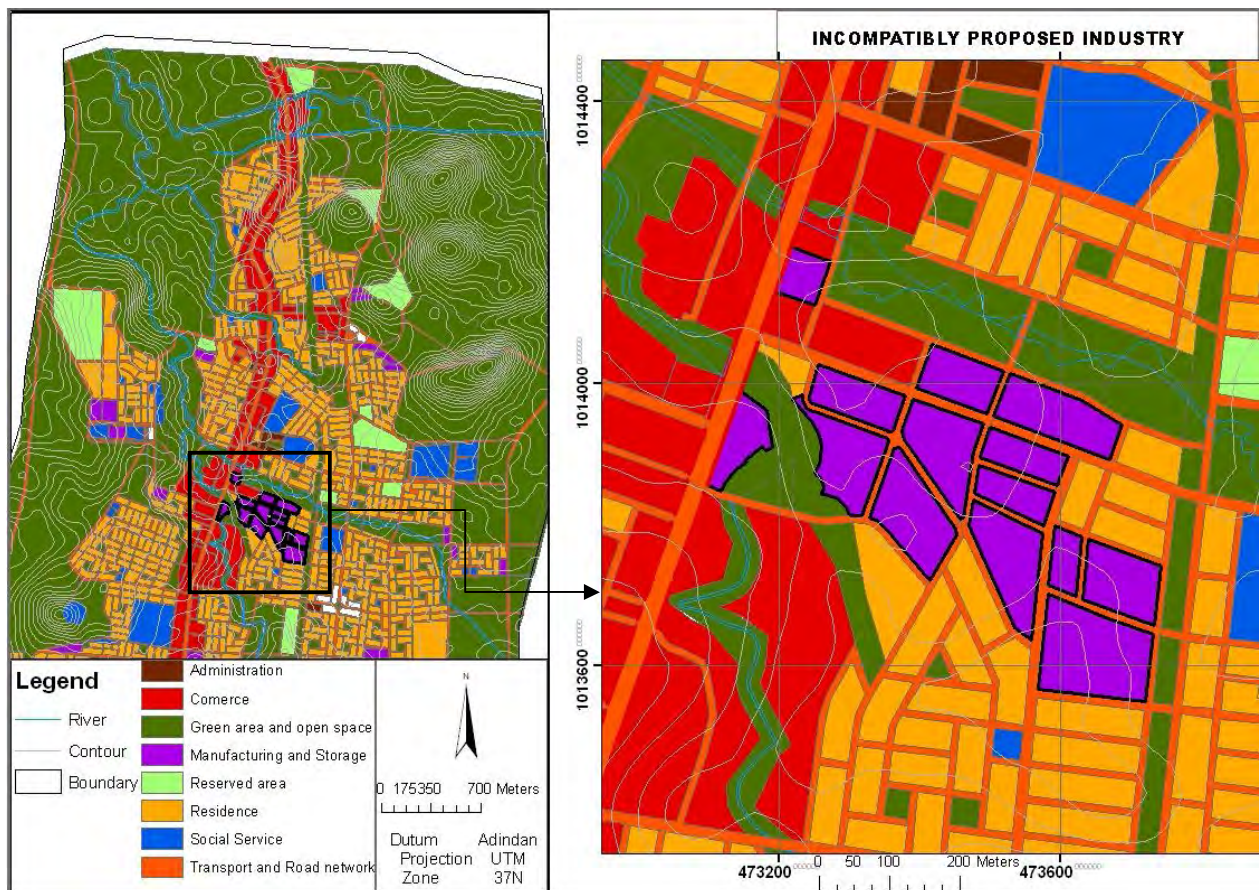 INCOMPATIBLY PROPOSED INDUSTRY
1014400
1014000
1013600
473200
473600
0 50 100 200 Meters
Legend
River
Contour
Boundary
Administration
Comerce
Green area and open space
Manufacturing and Storage
Reserved area
Residence
Social Service
Transport and Road network
N
0 175350 700 Meters
Dutum Adindan
Projection UTM
Zone 37N